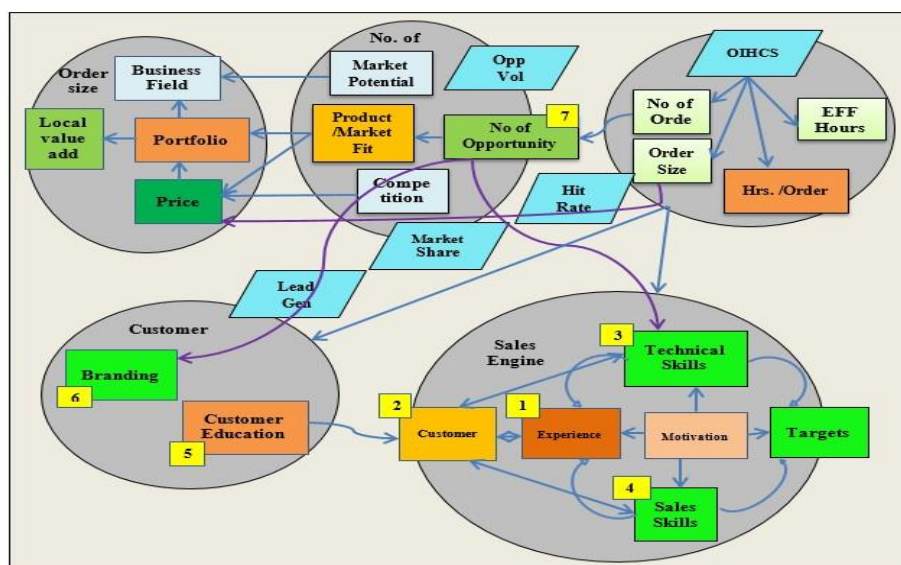 Order
size
Business
Field
Local
value
add
Portfolio
Price
No. of
Market
Potential
Product
/Market
Fit
Compe
tition
Opp
Vol
No of
Opportunity
7
OIHCS
No of
Orde
Order
Size
EFF
Hours
Hrs. /Order
Hit
Rate
Market
Share
Lead
Gen
Customer
Branding
6
Customer
Education
5
Sales
Engine
3
Technical
Skills
2
Customer
1
Experience
Motivation
Targets
4
Sales
Skills